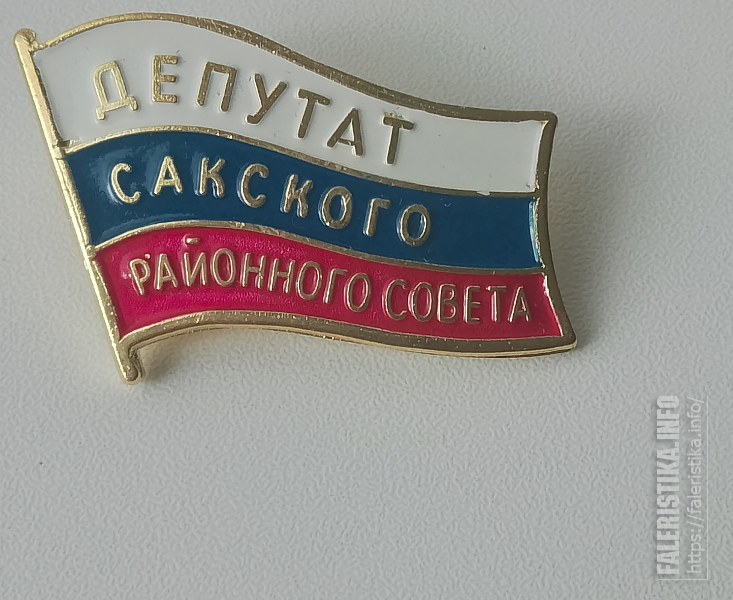 ДЕПУТАТ
САКСКОГО
РАЙОННОГО СОВЕТА
FALERISTIKA.INFO
https://faleristika.info/